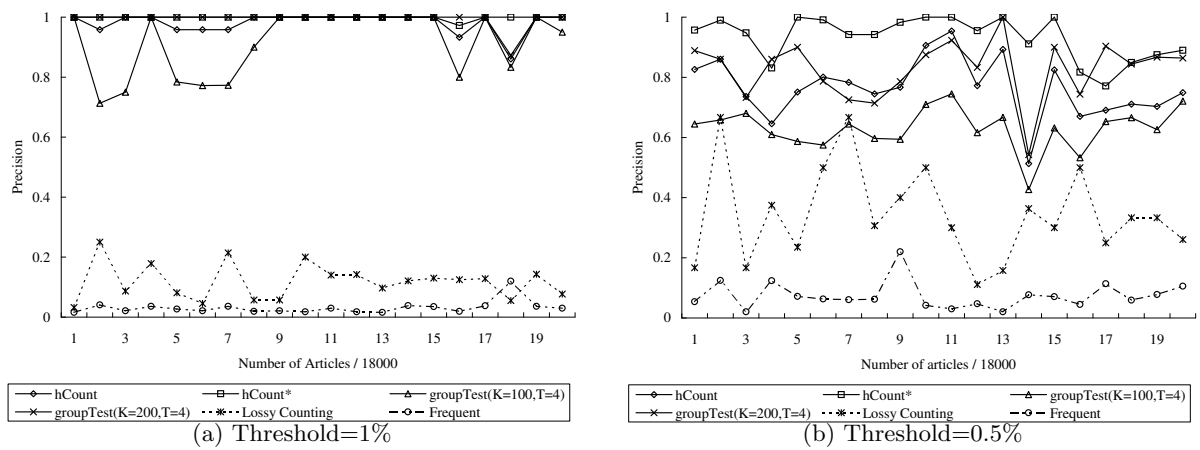 1
0.8
0.6
0.4
0.2
0
Precision
1 3 5 7 9 11 13 15 17 19
Number of Articles / 18000
hCount hCount* groupTest(K=100,T=4)
groupTest(K=200,T=4) Lossy Counting Frequent
(a) Threshold=1%
1
0.8
0.6
0.4
0.2
0
Precision
1 3 5 7 9 11 13 15 17 19
Number of articles / 18000
hCount hCount* groupTest(K=100,T=4)
groupTest(K=200,T=4) Lossy Counting Frequent
(b) Threshold=0.5%